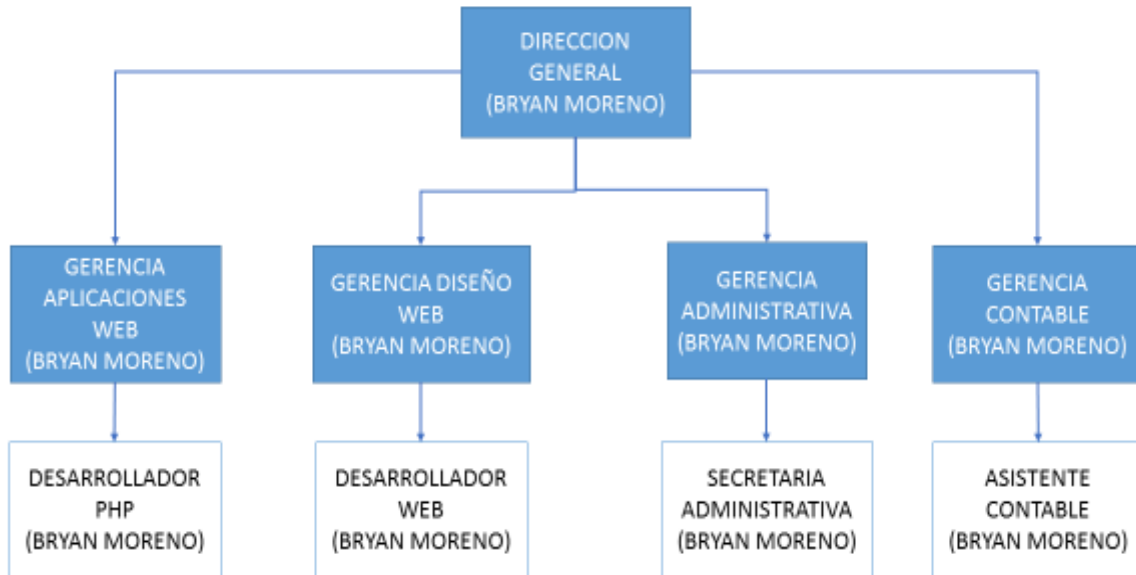 DIRECCION
GENERAL
(BRYAN MORENO)
GERENCIA
APLICACIONES
WEB
(BRYAN MORENO)
GERENCIA DISEÑO
WEB
(BRYAN MORENO)
GERENCIA
ADMINISTRATIVA
(BRYAN MORENO)
GERENCIA
CONTABLE
(BRYAN MORENO)
DESARROLLADOR
PHP
(BRYAN MORENO)
DESARROLLADOR
WEB
(BRYAN MORENO)
SECRETARIA
ADMINISTRATIVA
(BRYAN MORENO)
ASISTENTE
CONTABLE
(BRYAN MORENO)